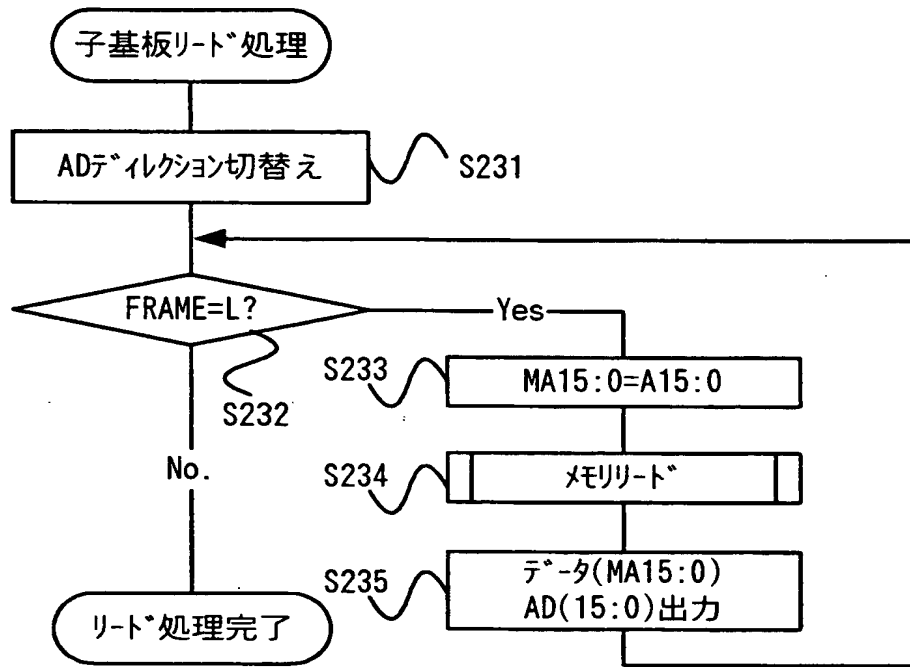 子基板ﾘｰﾄﾞ処理
ADﾃﾞｨﾚｸｼｮﾝ切替え
S231
FRAME=L?
Yes
S232
No.
S233
MA15:0=A15:0
S234
ﾒﾓﾘﾘｰﾄﾞ
S235
ﾃﾞｰﾀ(MA15:0)
AD(15:0)出力
ﾘｰﾄﾞ処理完了